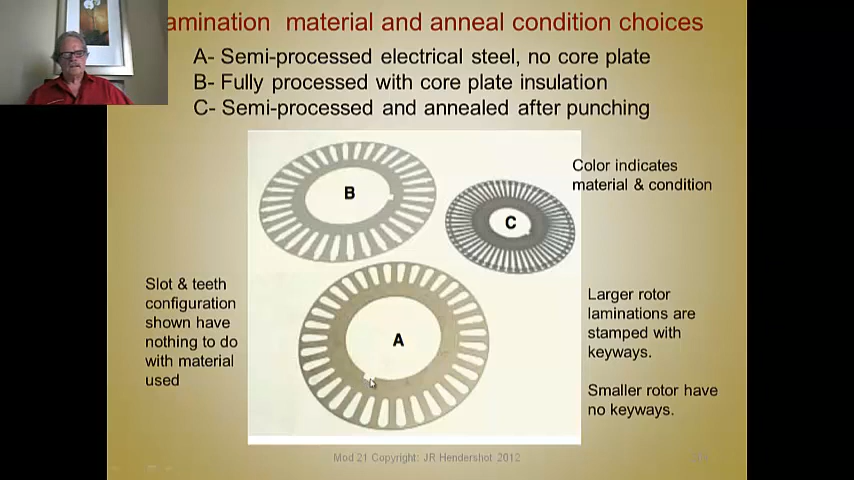 amination material and anneal condition choices
A- Semi-processed electrical steel, no core plate
B- Fully processed with core plate insulation
C- Semi-processed and annealed after punching
Color indicates
material & condition
B
C
A
Slot & teeth
configuration
shown have
nothing to do
with material
used
Larger rotor
laminations are
stamped with
keyways.
Smaller rotor have
no keyways.
Mod 21 Copyright: JR Hendershot 2012